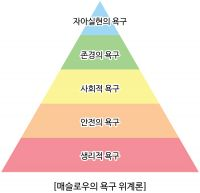 자아실현의 욕구
존경의 욕구
사회적 욕구
안전의 욕구
생리적 욕구
[매슬로우의 욕구 위계론]